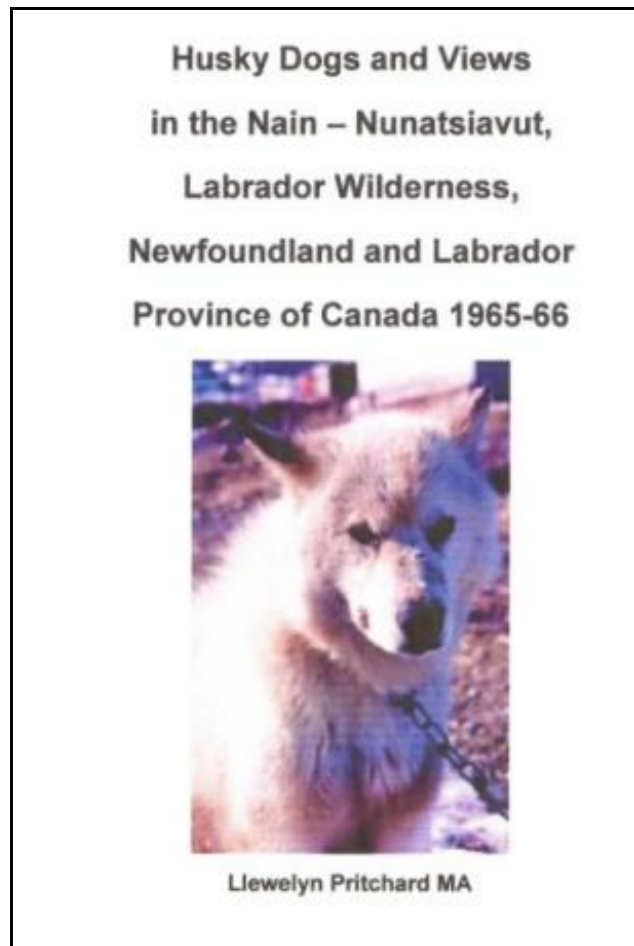 Husky Dogs and Views
in the Nain – Nunatsiavut,
Labrador Wilderness,
Newfoundland and Labrador
Province of Canada 1965-66
Llewelyn Pritchard MA